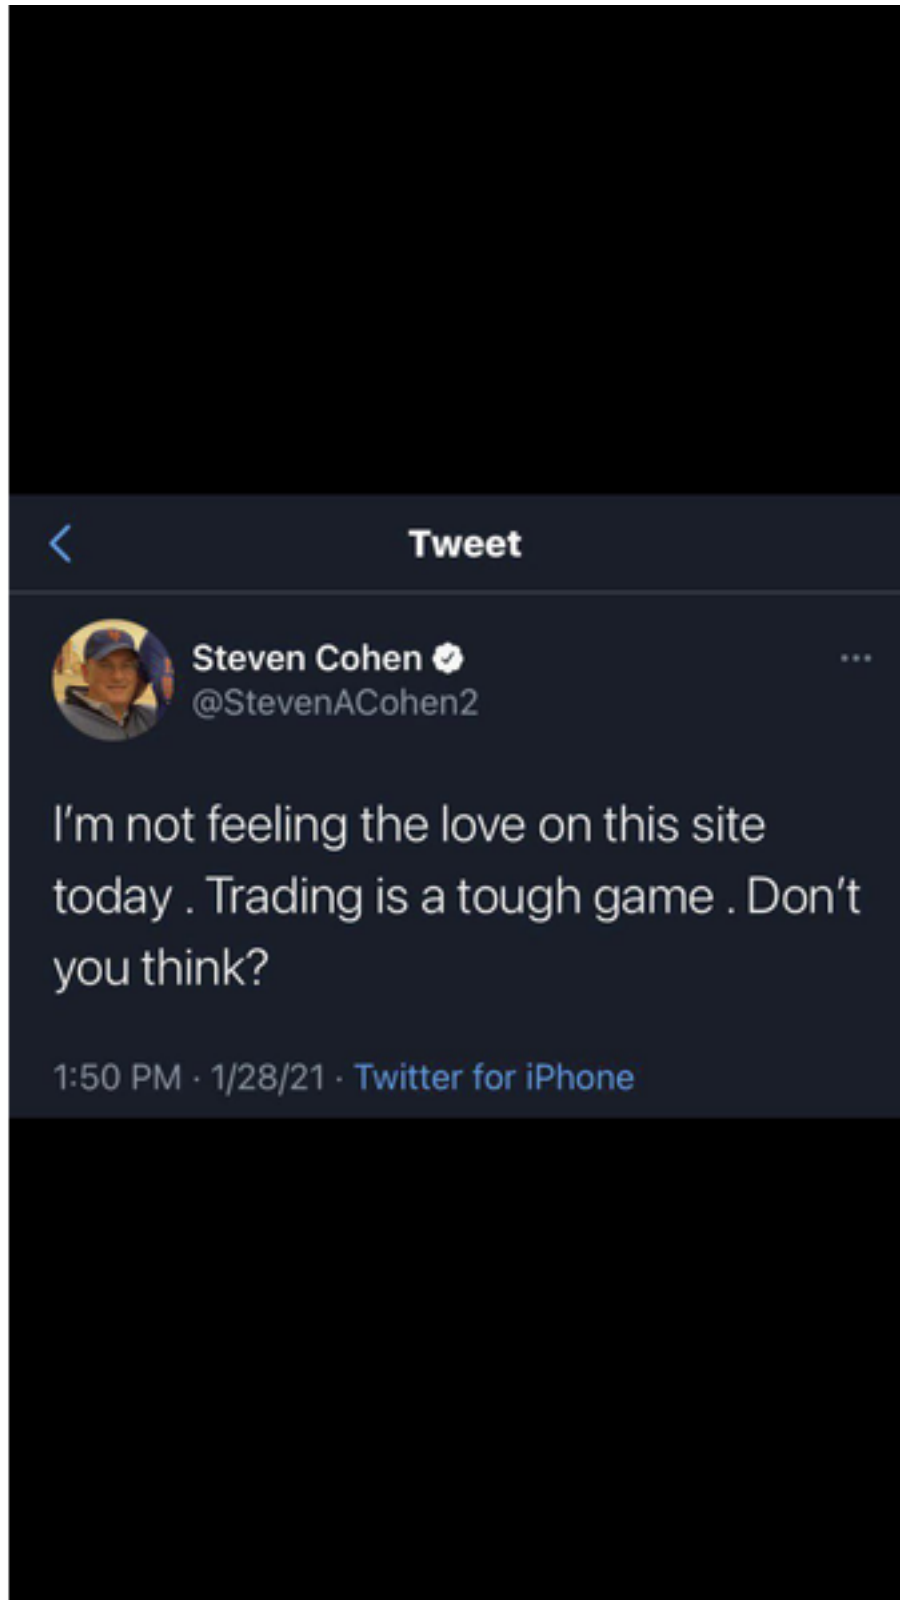 Tweet
Steven Cohen
@StevenACohen2
I'm not feeling the love on this site
today . Trading is a tough game . Don't
you think?
1:50 PM · 1/28/21 · Twitter for iPhone